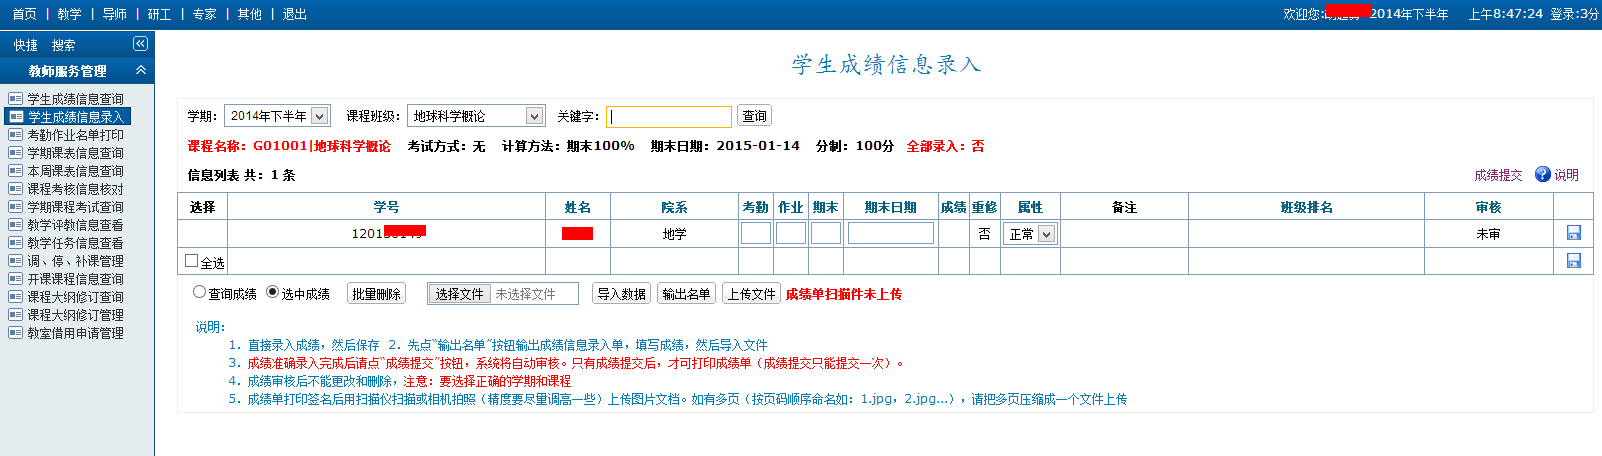 首页 | 教学 | 导师 | 研工 | 专家 | 其他 | 退出
欢迎您: 2014年下半年 上午8:47:24 登录:3分
快捷 搜索
教师服务管理
学生成绩信息查询
学生成绩信息录入
考勤作业名单打印
学期课表信息查询
本周课表信息查询
课程考核信息核对
学期课程考试查询
教学评教信息查看
教学任务信息查看
调、停、补课管理
开课课程信息查询
课程大纲修订查询
课程大纲修订管理
教室借用申请管理
学生成绩信息录入
学期: 2014年下半年 课程班级: 地球科学概论 关键字: 查询
课程名称: G01001|地球科学概论 考试方式: 无 计算方法: 期末100% 期末日期: 2015-01-14 分制: 100分 全部录入: 否
信息列表 共: 1 条 成绩提交 说明
选择 学号 姓名 院系 考勤 作业 期末 期末日期 成绩 重修 属性 备注 班级排名 审核
地学 否 正常 未审
全选
查询成绩 选中成绩 批量删除 选择文件 未选择文件 导入数据 输出名单 上传文件 成绩单扫描件未上传
说明:
1. 直接录入成绩，然后保存 2. 先点“输出名单”按钮输出成绩信息录入单，填写成绩，然后导入文件
3. 成绩准确录入完成后请点“成绩提交”按钮，系统将自动审核。只有成绩提交后，才可打印成绩单（成绩提交只能提交一次）。
4. 成绩审核后不能更改和删除，注意：要选择正确的学期和课程
5. 成绩单打印签名后用扫描仪扫描或相机拍照（精度要尽量调高一些）上传图片文档。如有多页（按页码顺序命名如：1.jpg，2.jpg...），请把多页压缩成一个文件上传